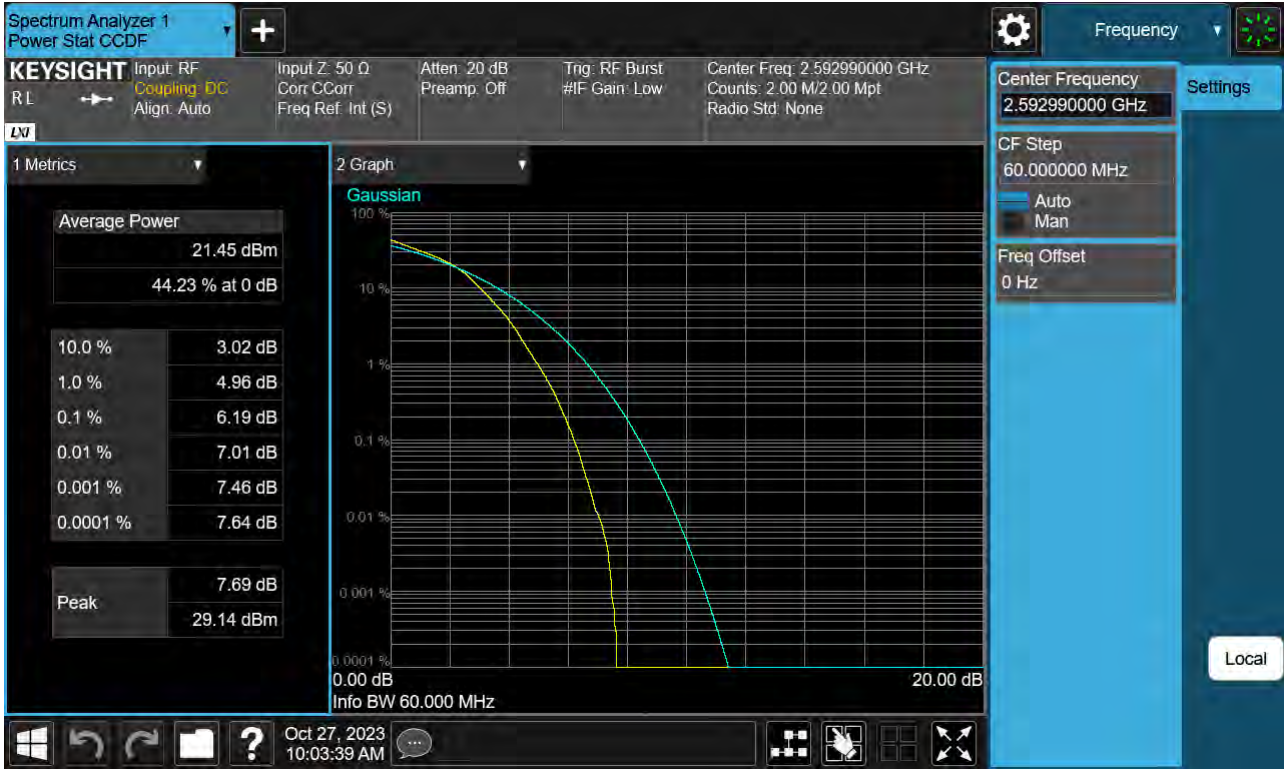 Spectrum Analyzer 1
Power Stat CCDF
+
Frequency
KEYSIGHT
R L
LXI
Input: RF
Coupling: DC
Align: Auto
Input Z: 50 Ω
Corr CCorr
Freq Ref: Int (S)
Atten: 20 dB
Preamp: Off
Trig: RF Burst
#IF Gain: Low
Center Freq: 2.592990000 GHz
Counts: 2.00 M/2.00 Mpt
Radio Std: None
1 Metrics
Average Power
21.45 dBm
44.23 % at 0 dB
10.0 % 3.02 dB
1.0 % 4.96 dB
0.1 % 6.19 dB
0.01 % 7.01 dB
0.001 % 7.46 dB
0.0001 % 7.64 dB
Peak
7.69 dB
29.14 dBm
2 Graph
Gaussian
100 %
10 %
1 %
0.1 %
0.01 %
0.001 %
0.0001 %
0.00 dB 20.00 dB
Info BW 60.000 MHz
Center Frequency
2.592990000 GHz
CF Step
60.000000 MHz
Auto
Man
Freq Offset
0 Hz
Settings
Local
?
Oct 27, 2023
10:03:39 AM